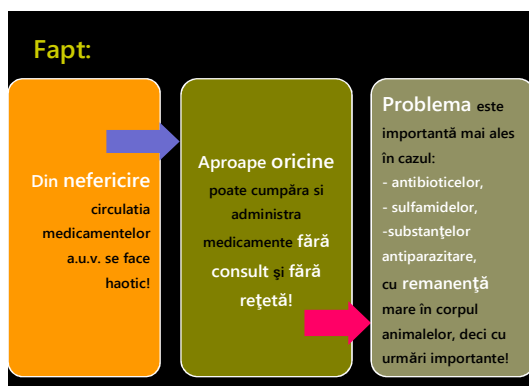 Fapt:
Din nefericire
circulatia
medicamentelor
a.u.v. se face
haotic!
Aproape oricine
poate cumpăra si
administra
medicamente fără
consult şi fără
reţetă!
Problema este
importantă mai ales
în cazul:
- antibioticelor,
- sulfamidelor,
-substanţelor
antiparazitare,
cu remanenţă
mare în corpul
animalelor, deci cu
urmări importante!